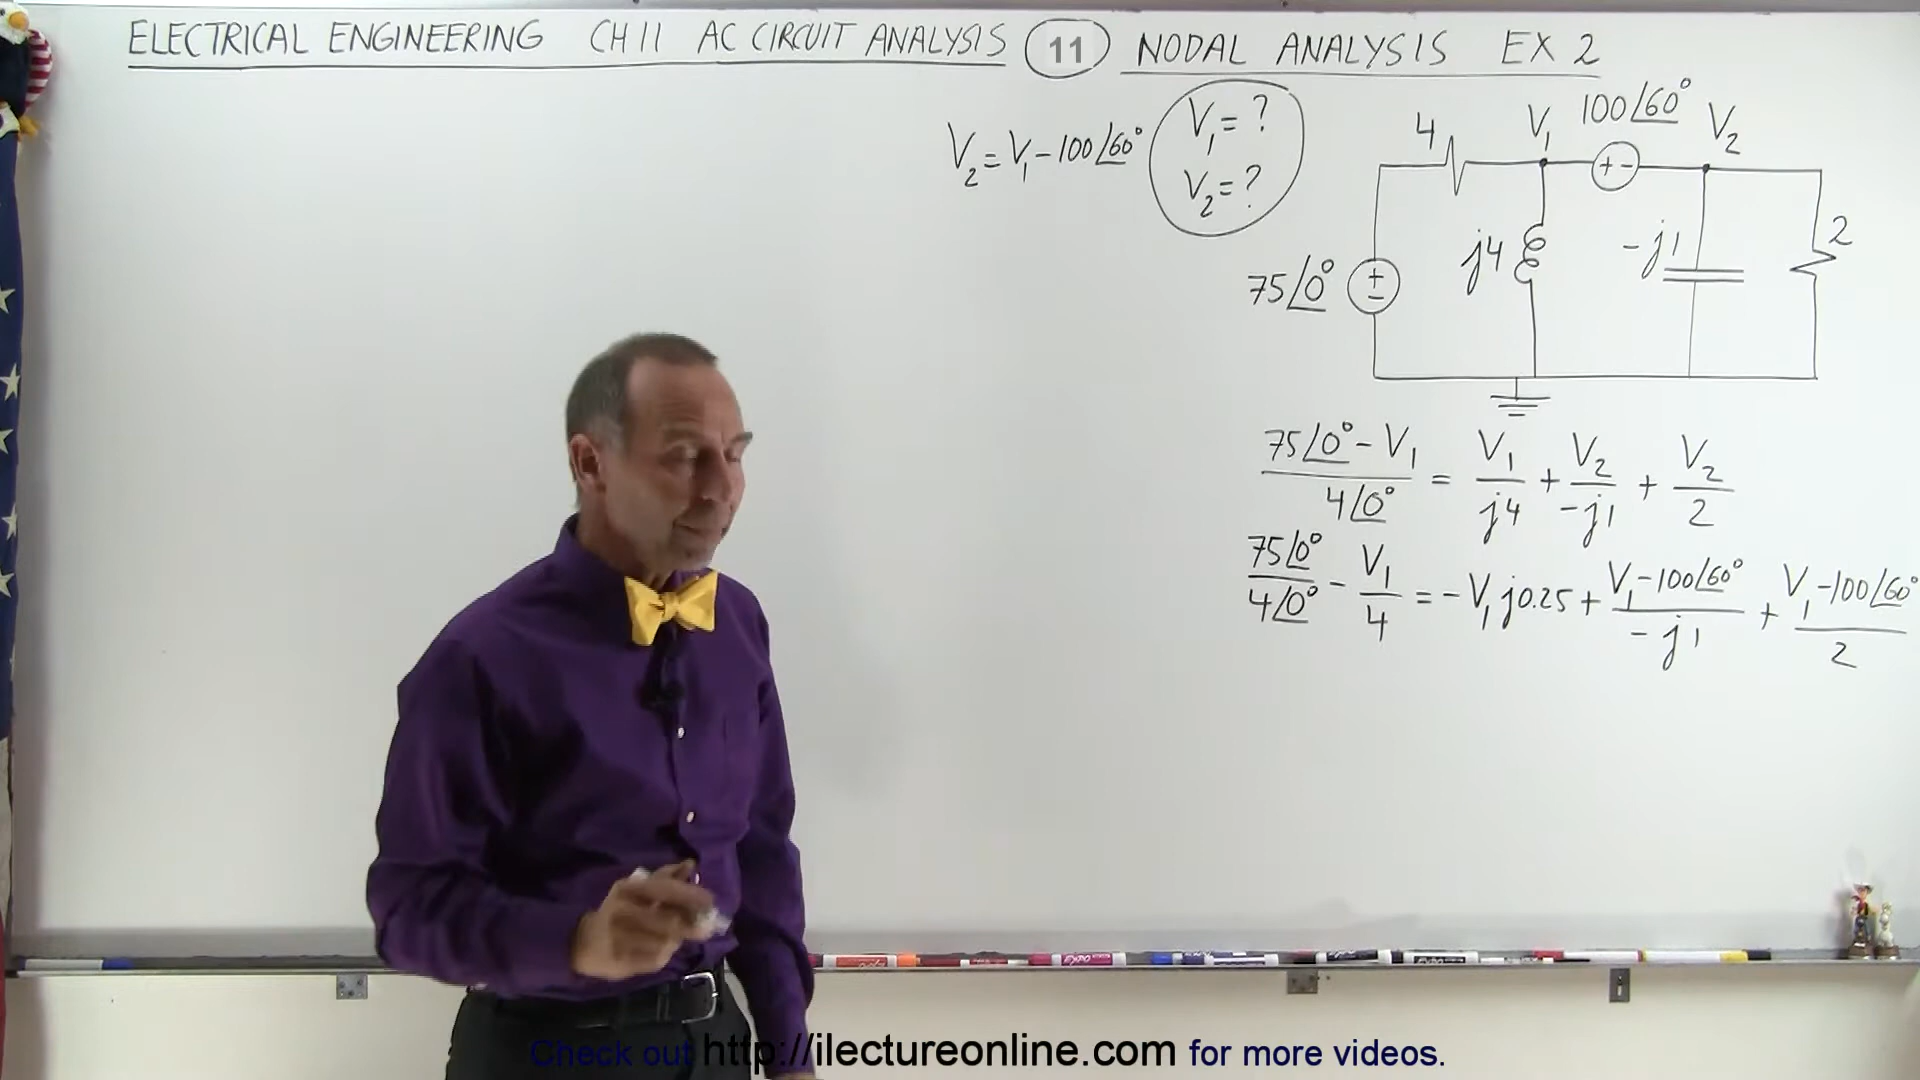 ELECTRICAL ENGINEERING CH 11 AC CIRCUIT ANALYSIS 11 NODAL ANALYSIS EX 2
V₂ = V₁ - 100∠60°
V₁ = ?
V₂ = ?
4 V₁ 100∠60° V₂
+ -
75∠0° + - j4 -j1 2
(75∠0° - V₁)/(4∠0°) = V₁/j4 + V₂/-j1 + V₂/2
75∠0°/4∠0° - V₁/4 = -V₁ j0.25 + (V₁ - 100∠60°)/-j1 + (V₁ - 100∠60°)/2
EXPO
Check out http://ilectureonline.com for more videos.